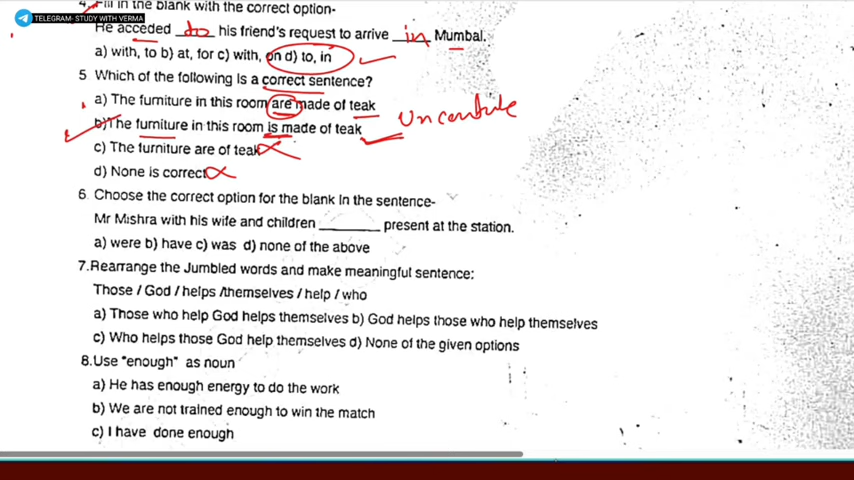 4. Fill in the blank with the correct option-
TELEGRAM- STUDY WITH VERMA
He acceded to his friend's request to arrive in Mumbai.
a) with, to b) at, for c) with, on d) to, in
5 Which of the following is a correct sentence?
a) The furniture in this room are made of teak
b) The furniture in this room is made of teak
c) The furniture are of teak
d) None is correct
6. Choose the correct option for the blank in the sentence-
Mr Mishra with his wife and children ________ present at the station.
a) were b) have c) was d) none of the above
7.Rearrange the Jumbled words and make meaningful sentence:
Those / God / helps /themselves / help / who
a) Those who help God helps themselves b) God helps those who help themselves
c) Who helps those God help themselves d) None of the given options
8.Use "enough" as noun
a) He has enough energy to do the work
b) We are not trained enough to win the match
c) I have done enough